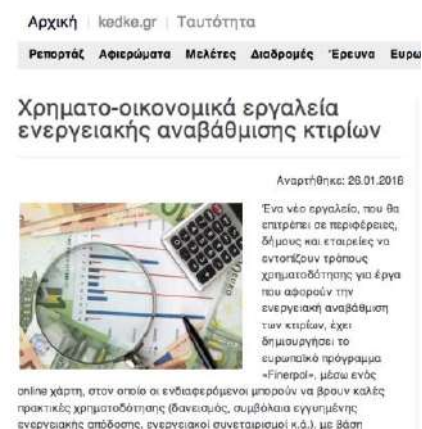 Αρχική kedke.gr Ταυτότητα
Ρεπορτάζ Αφιερώματα Μελέτες Διαδρομές Έρευνα Ευρω
Χρηματο-οικονομικά εργαλεία
ενεργειακής αναβάθμισης κτιρίων
Αναρτήθηκε: 26.01.2016
Ένα νέο εργαλείο, που θα
επιτρέπει σε περιφέρειες,
δήμους και εταιρείες να
εντοπίζουν τρόπους
χρηματοδότησης για έργα
που αφορούν την
ενεργειακή αναβάθμιση
των κτιρίων, έχει
δημιουργήσει το
ευρωπαϊκό πρόγραμμα
«Finerpol», μέσω ενός
online χάρτη, στον οποίο οι ενδιαφερόμενοι μπορούν να βρουν καλές
πρακτικές χρηματοδότησης (δανεισμός, συμβόλαια εγγυημένης
ενεργειακής απόδοσης, ενεργειακοί συνεταιρισμοί κ.ά.), με βάση